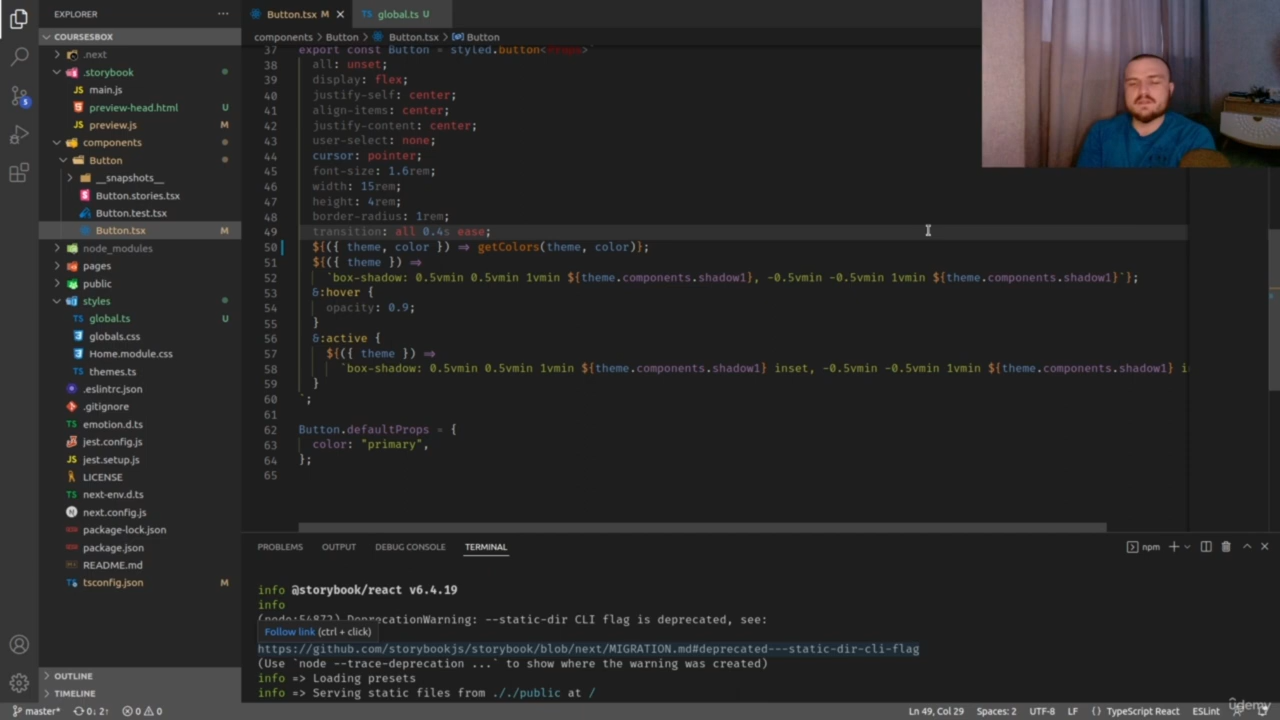 EXPLORER
COURSESBOX
.next
.storybook
main.js
preview-head.html U
preview.js M
components
Button
__snapshots__
Button.stories.tsx
Button.test.tsx
Button.tsx M
node_modules
pages
public
styles
global.ts U
globals.css
Home.module.css
themes.ts
.eslintrc.json
.gitignore
emotion.d.ts
jest.config.js
jest.setup.js
LICENSE
next-env.d.ts
next.config.js
package-lock.json
package.json
README.md
tsconfig.json M
OUTLINE
TIMELINE
Button.tsx M
global.ts U
components > Button > Button.tsx > Button
37 export const Button = styled.button<Props>`
38 all: unset;
39 display: flex;
40 justify-self: center;
41 align-items: center;
42 justify-content: center;
43 user-select: none;
44 cursor: pointer;
45 font-size: 1.6rem;
46 width: 15rem;
47 height: 4rem;
48 border-radius: 1rem;
49 transition: all 0.4s ease;
50 ${({ theme, color }) => getColors(theme, color)};
51 ${({ theme }) =>
52 `box-shadow: 0.5vmin 0.5vmin 1vmin ${theme.components.shadow1}, -0.5vmin -0.5vmin 1vmin ${theme.components.shadow1}`};
53 &:hover {
54 opacity: 0.9;
55 }
56 &:active {
57 ${({ theme }) =>
58 `box-shadow: 0.5vmin 0.5vmin 1vmin ${theme.components.shadow1} inset, -0.5vmin -0.5vmin 1vmin ${theme.components.shadow1} i
59 }
60 `;
61
62 Button.defaultProps = {
63 color: "primary",
64 };
65
PROBLEMS OUTPUT DEBUG CONSOLE TERMINAL
npm
info @storybook/react v6.4.19
info
(node:54872) DeprecationWarning: --static-dir CLI flag is deprecated, see:
Follow link (ctrl + click)
https://github.com/storybookjs/storybook/blob/next/MIGRATION.md#deprecated---static-dir-cli-flag
(Use `node --trace-deprecation ...` to show where the warning was created)
info => Loading presets
info => Serving static files from ././public at /
master* 0↓ 2↑ 0 0
Ln 49, Col 29 Spaces: 2 UTF-8 LF {} TypeScript React ESLint
udemy